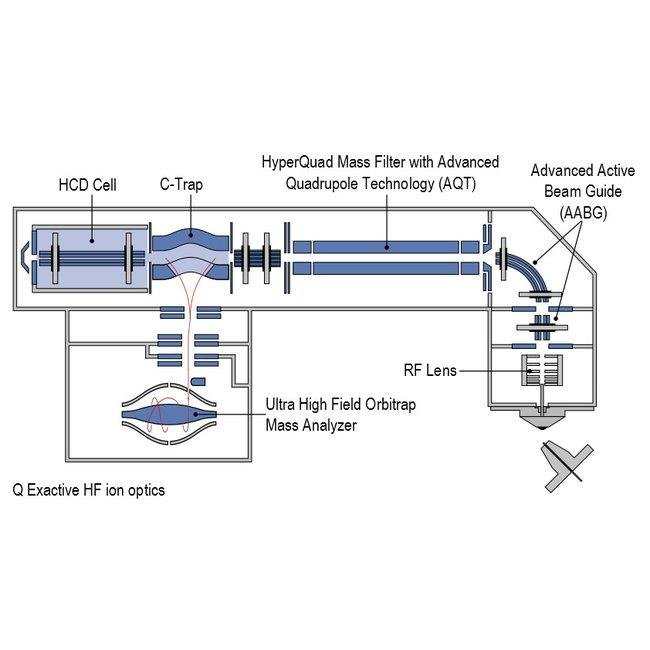 HyperQuad Mass Filter with Advanced
Quadrupole Technology (AQT)
HCD Cell
C-Trap
Advanced Active
Beam Guide
(AABG)
RF Lens
Ultra High Field Orbitrap
Mass Analyzer
Q Exactive HF ion optics